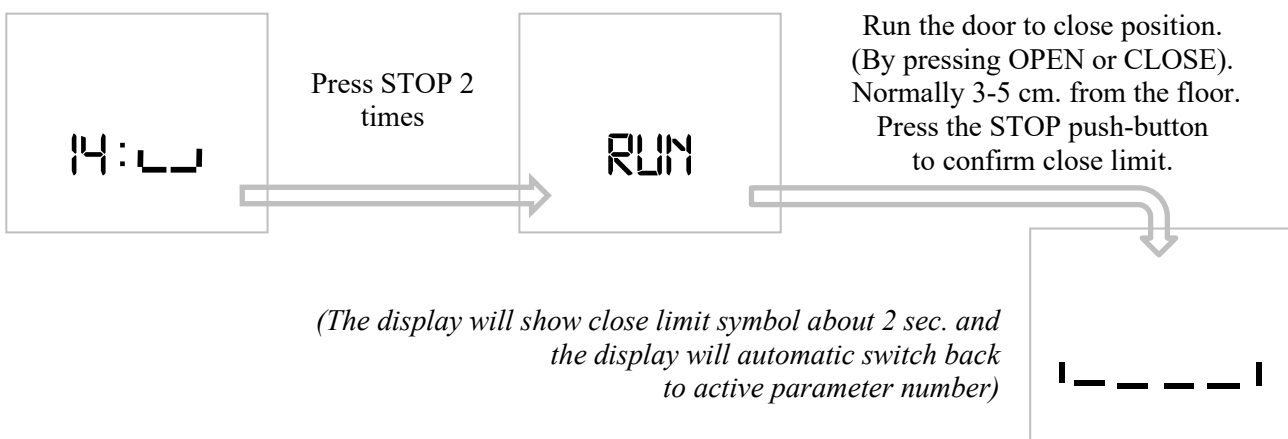 Run the door to close position.
(By pressing OPEN or CLOSE).
Normally 3-5 cm. from the floor.
Press the STOP push-button
to confirm close limit.
Press STOP 2
times
14:
RUN
(The display will show close limit symbol about 2 sec. and
the display will automatic switch back
to active parameter number)